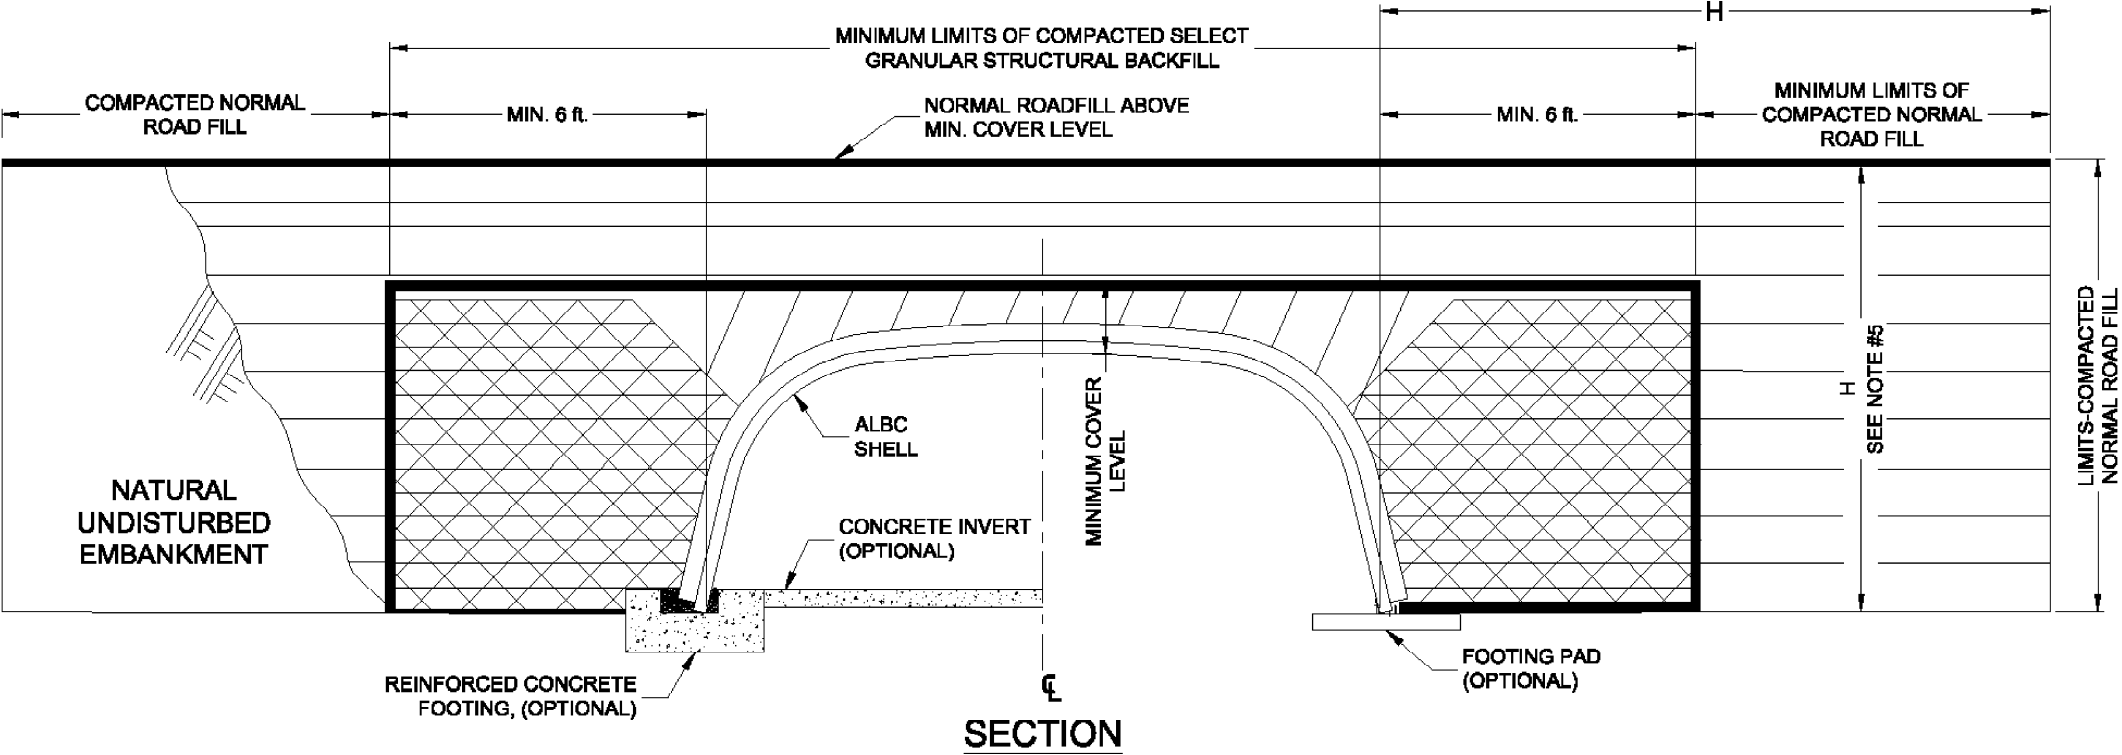 H
MINIMUM LIMITS OF COMPACTED SELECT
GRANULAR STRUCTURAL BACKFILL
COMPACTED NORMAL
ROAD FILL
MIN. 6 ft.
NORMAL ROADFILL ABOVE
MIN. COVER LEVEL
MIN. 6 ft.
MINIMUM LIMITS OF
COMPACTED NORMAL
ROAD FILL
ALBC
SHELL
MINIMUM COVER
LEVEL
H
SEE NOTE #5
LIMITS-COMPACTED
NORMAL ROAD FILL
NATURAL
UNDISTURBED
EMBANKMENT
CONCRETE INVERT
(OPTIONAL)
REINFORCED CONCRETE
FOOTING, (OPTIONAL)
FOOTING PAD
(OPTIONAL)
℄
SECTION